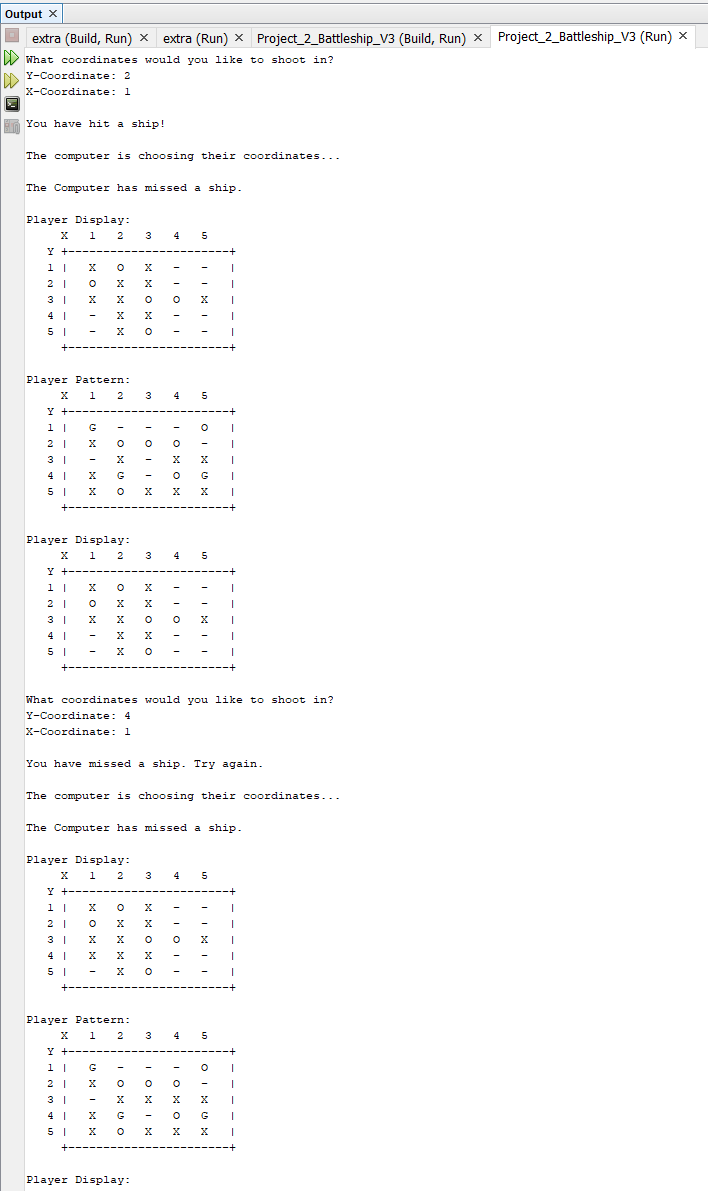 Output ×
extra (Build, Run) × extra (Run) × Project_2_Battleship_V3 (Build, Run) × Project_2_Battleship_V3 (Run) ×
What coordinates would you like to shoot in?
Y-Coordinate: 2
X-Coordinate: 1
You have hit a ship!
The computer is choosing their coordinates...
The Computer has missed a ship.
Player Display:
X 1 2 3 4 5
Y +-----------------------+
1 | X O X - - |
2 | O X X - - |
3 | X X O O X |
4 | - X X - - |
5 | - X O - - |
+-----------------------+
Player Pattern:
X 1 2 3 4 5
Y +-----------------------+
1 | G - - - O |
2 | X O O O - |
3 | - X - X X |
4 | X G - O G |
5 | X O X X X |
+-----------------------+
Player Display:
X 1 2 3 4 5
Y +-----------------------+
1 | X O X - - |
2 | O X X - - |
3 | X X O O X |
4 | - X X - - |
5 | - X O - - |
+-----------------------+
What coordinates would you like to shoot in?
Y-Coordinate: 4
X-Coordinate: 1
You have missed a ship. Try again.
The computer is choosing their coordinates...
The Computer has missed a ship.
Player Display:
X 1 2 3 4 5
Y +-----------------------+
1 | X O X - - |
2 | O X X - - |
3 | X X O O X |
4 | X X X - - |
5 | - X O - - |
+-----------------------+
Player Pattern:
X 1 2 3 4 5
Y +-----------------------+
1 | G - - - O |
2 | X O O O - |
3 | - X X X X |
4 | X G - O G |
5 | X O X X X |
+-----------------------+
Player Display: